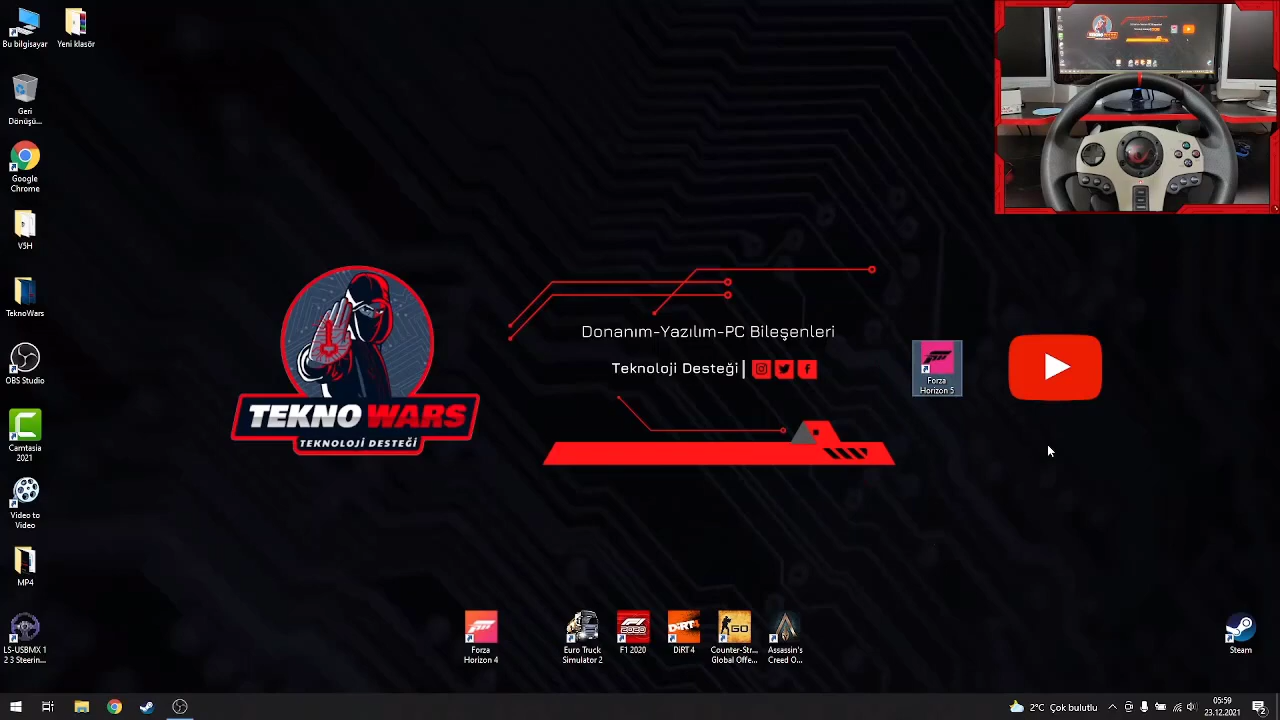 Bu bilgisayar
Yeni klasör
Geri
Dönüşü...
Google
Chrome
V5H
TeknoWars
OBS Studio
Camtasia
2021
Video to
Video
MP4
LS-USBMX 1
2 3 Steerin...
TEKNO WARS
TEKNOLOJİ DESTEĞİ
Donanım-Yazılım-PC Bileşenleri
Teknoloji Desteği
Forza
Horizon 5
Forza
Horizon 4
Euro Truck
Simulator 2
F1 2020
DiRT 4
Counter-Str...
Global Offe...
Assassin's
Creed O...
Steam
2°C Çok bulutlu
05:59
23.12.2021